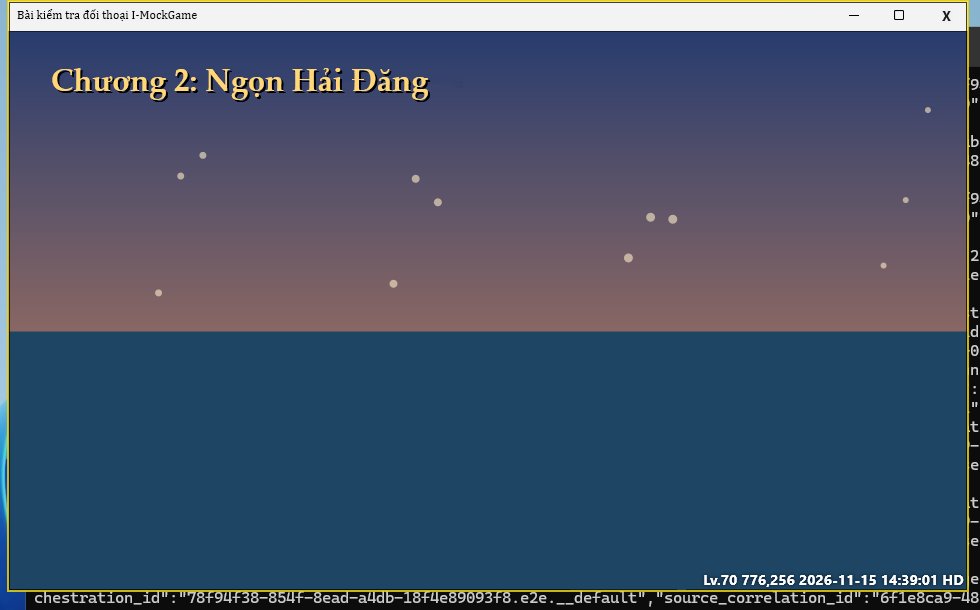 Bài kiểm tra đối thoại I-MockGame
X
Chương 2: Ngọn Hải Đăng
Lv.70 776,256 2026-11-15 14:39:01 HD
chestration_id":"78f94f38-854f-8ead-a4db-18f4e89093f8.e2e.__default","source_correlation_id":"6f1e8ca9-4